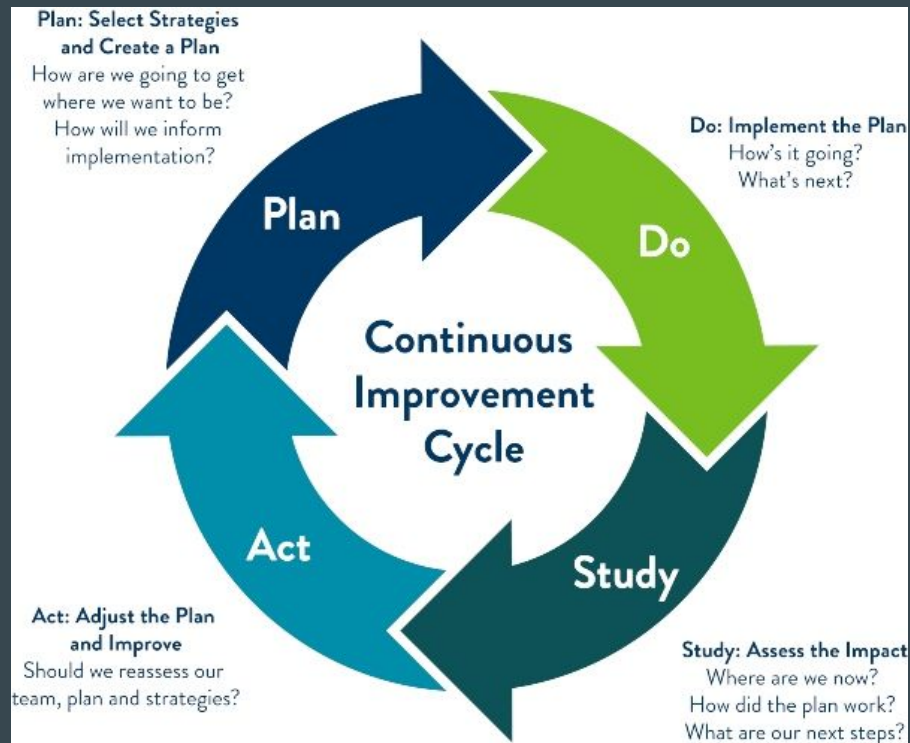 Plan: Select Strategies
and Create a Plan
How are we going to get
where we want to be?
How will we inform
implementation?
Do: Implement the Plan
How's it going?
What's next?
Plan
Do
Continuous
Improvement
Cycle
Act
Study
Act: Adjust the Plan
and Improve
Should we reassess our
team, plan and strategies?
Study: Assess the Impact
Where are we now?
How did the plan work?
What are our next steps?